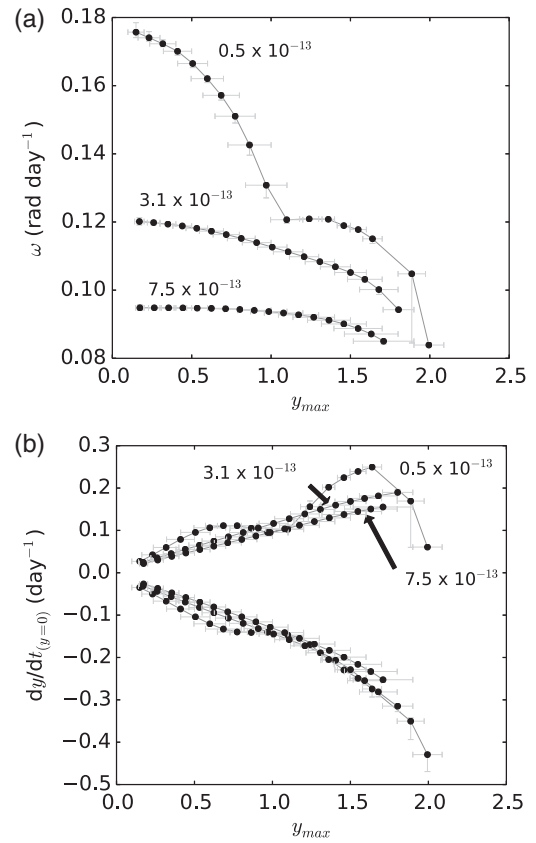 (a)
0.18
0.16
0.14
0.12
0.10
0.08
ω (rad day⁻¹)
0.5 x 10⁻¹³
3.1 x 10⁻¹³
7.5 x 10⁻¹³
0.0 0.5 1.0 1.5 2.0 2.5
y_max
(b)
0.3
0.2
0.1
0.0
−0.1
−0.2
−0.3
−0.4
−0.5
dy/dt_(y=0) (day⁻¹)
3.1 x 10⁻¹³
0.5 x 10⁻¹³
7.5 x 10⁻¹³
0.0 0.5 1.0 1.5 2.0 2.5
y_max